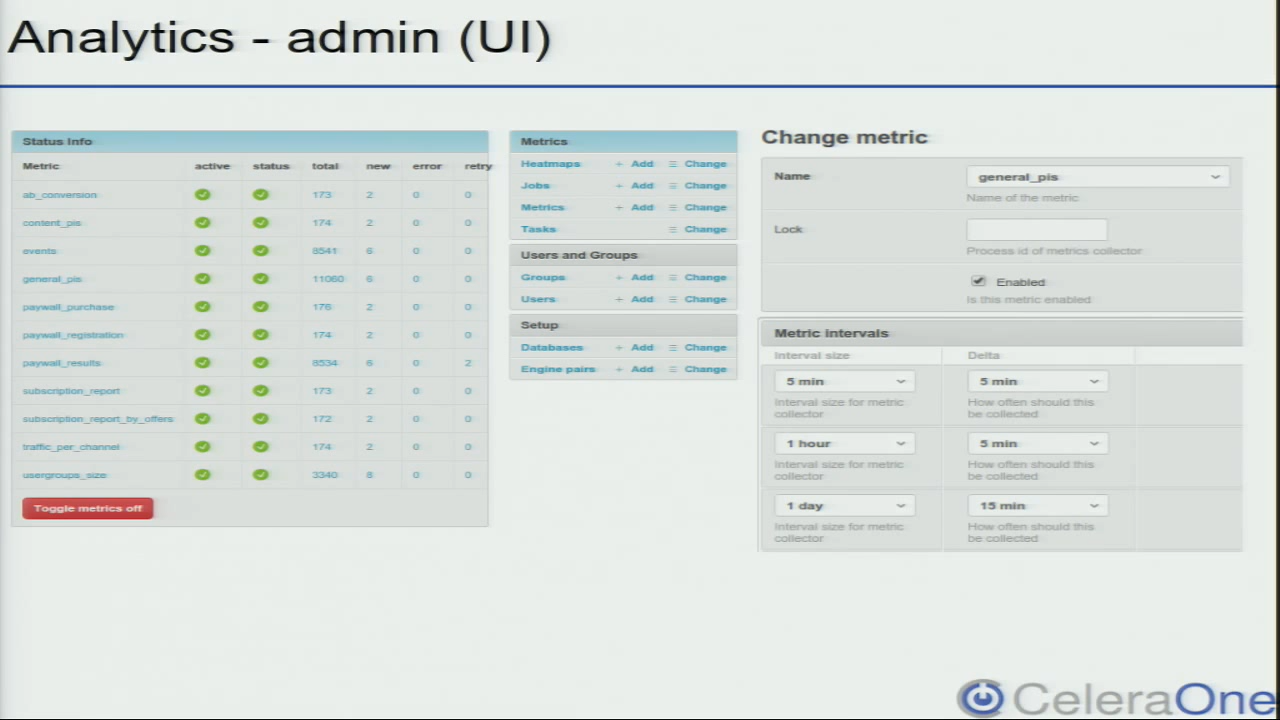 Analytics - admin (UI)
Status Info
Metric active status total new error retry
ab_conversion 173 2 0 0
content_pis 174 2 0 0
events 8541 6 0 0
general_pis 11060 6 0 0
paywall_purchase 176 2 0 0
paywall_registration 174 2 0 0
paywall_results 8534 6 0 2
subscription_report 173 2 0 0
subscription_report_by_offers 172 2 0 0
traffic_per_channel 174 2 0 0
usergroups_size 3340 8 0 0
Toggle metrics off
Metrics
Heatmaps + Add Change
Jobs + Add Change
Metrics + Add Change
Tasks Change
Users and Groups
Groups + Add Change
Users + Add Change
Setup
Databases + Add Change
Engine pairs + Add Change
Change metric
Name general_pis
Name of the metric
Lock
Process id of metrics collector
Enabled
Is this metric enabled
Metric intervals
Interval size Delta
5 min 5 min
Interval size for metric How often should this
collector be collected
1 hour 5 min
Interval size for metric How often should this
collector be collected
1 day 15 min
Interval size for metric How often should this
collector be collected
CeleraOne